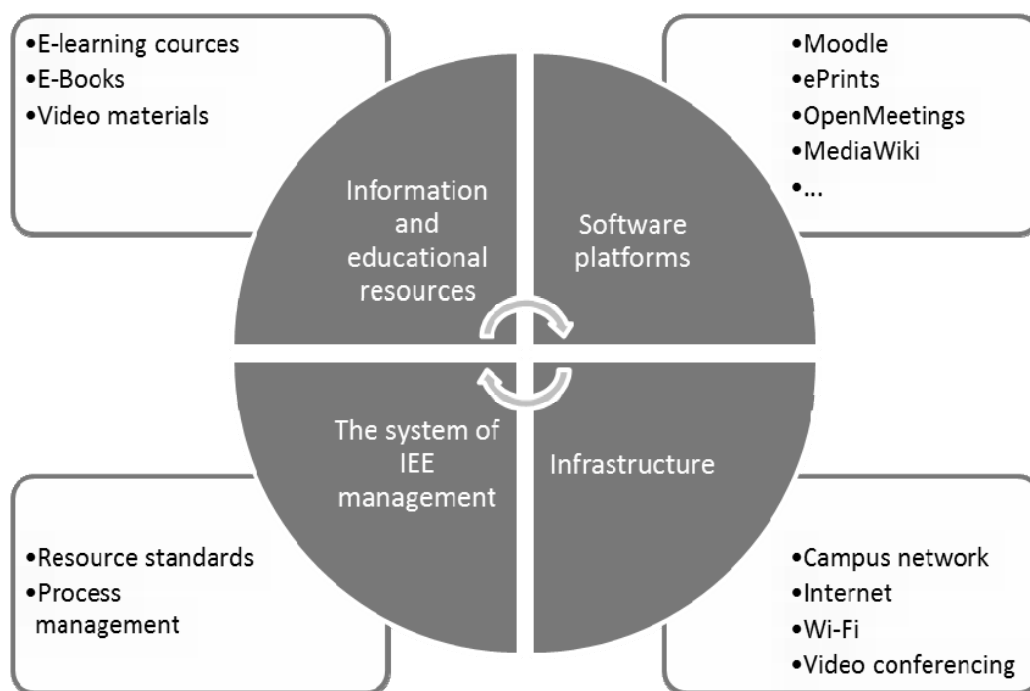 •E-learning cources
•E-Books
•Video materials
•Moodle
•ePrints
•OpenMeetings
•MediaWiki
•...
Information
and
educational
resources
Software
platforms
The system of
IEE
management
Infrastructure
•Resource standards
•Process
management
•Campus network
•Internet
•Wi-Fi
•Video conferencing